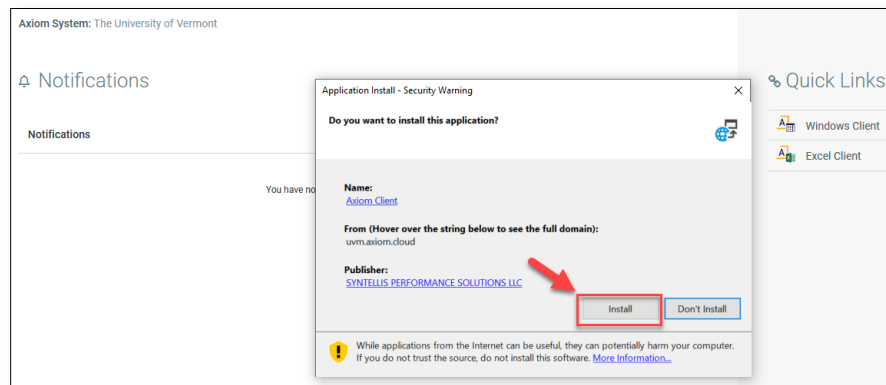 Axiom System: The University of Vermont
Notifications
Quick Links
Notifications
Windows Client
Excel Client
You have no
Application Install - Security Warning
Do you want to install this application?
Name:
Axiom Client
From (Hover over the string below to see the full domain):
uvm.axiom.cloud
Publisher:
SYNTELLIS PERFORMANCE SOLUTIONS LLC
Install
Don't Install
While applications from the Internet can be useful, they can potentially harm your computer.
If you do not trust the source, do not install this software. More Information...